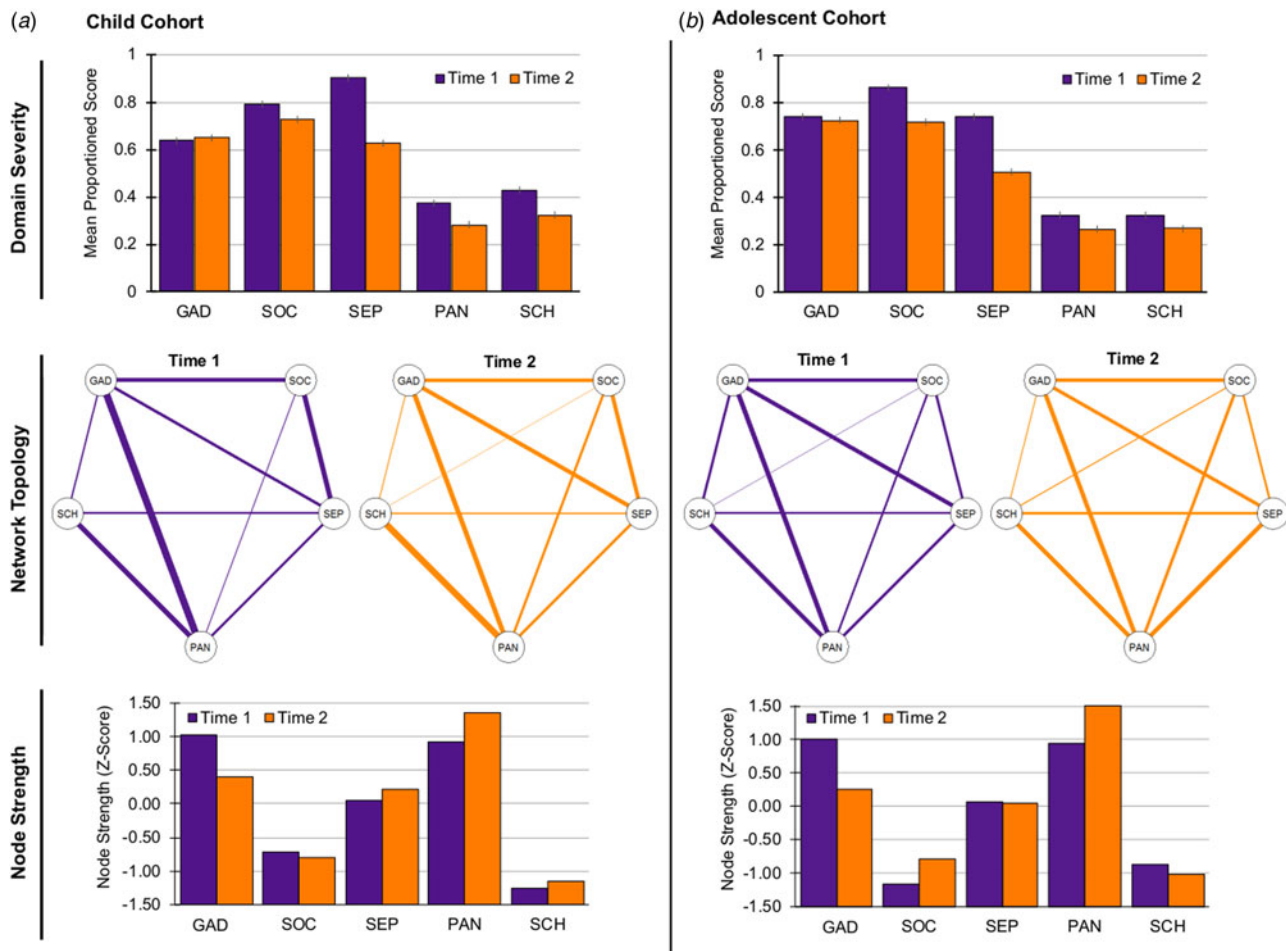 (a)
Child Cohort
Domain Severity
Mean Proportioned Score
1
0.8
0.6
0.4
0.2
0
Time 1 Time 2
GAD SOC SEP PAN SCH
Network Topology
Time 1
GAD
SOC
SCH
SEP
PAN
Time 2
GAD
SOC
SCH
SEP
PAN
Node Strength
Node Strength (Z-Score)
1.50
1.00
0.50
0.00
-0.50
-1.00
-1.50
Time 1 Time 2
GAD SOC SEP PAN SCH
(b)
Adolescent Cohort
Mean Proportioned Score
1
0.8
0.6
0.4
0.2
0
Time 1 Time 2
GAD SOC SEP PAN SCH
Time 1
GAD
SOC
SCH
SEP
PAN
Time 2
GAD
SOC
SCH
SEP
PAN
Node Strength (Z-Score)
1.50
1.00
0.50
0.00
-0.50
-1.00
-1.50
Time 1 Time 2
GAD SOC SEP PAN SCH